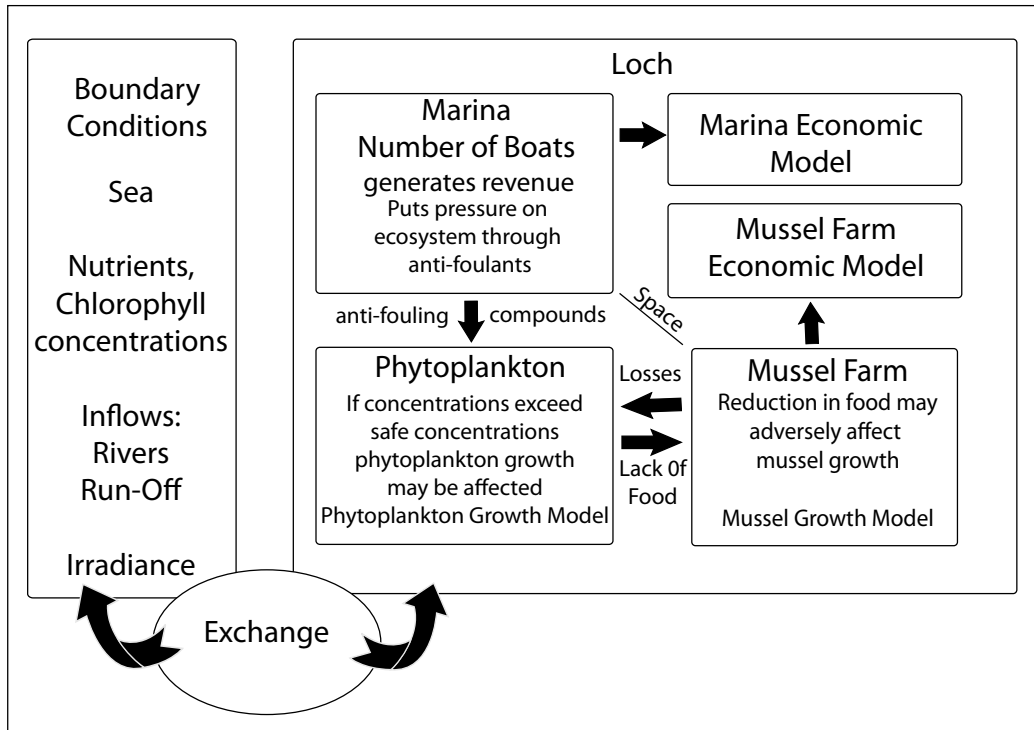 Boundary
Conditions
Sea
Nutrients,
Chlorophyll
concentrations
Inflows:
Rivers
Run-Off
Irradiance
Exchange
Loch
Marina
Number of Boats
generates revenue
Puts pressure on
ecosystem through
anti-foulants
Marina Economic
Model
Mussel Farm
Economic Model
Space
anti-fouling compounds
Phytoplankton
If concentrations exceed
safe concentrations
phytoplankton growth
may be affected
Phytoplankton Growth Model
Losses
Lack 0f
Food
Mussel Farm
Reduction in food may
adversely affect
mussel growth
Mussel Growth Model